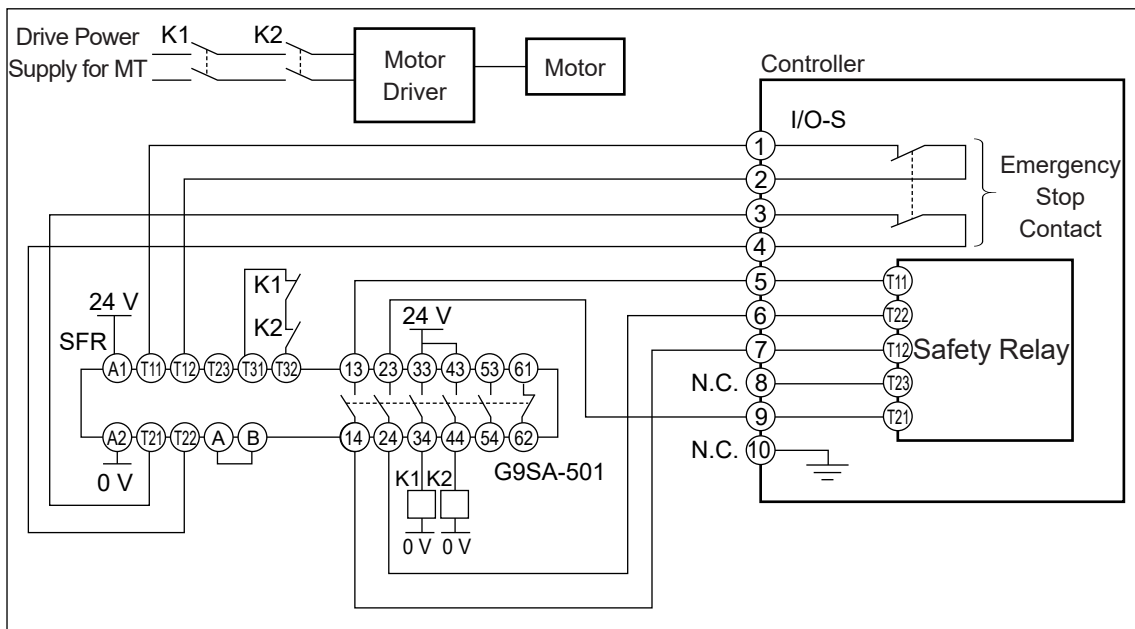 Drive Power
Supply for MT
K1 K2
Motor
Driver
Motor
Controller
I/O-S
1
2
3
4
Emergency
Stop
Contact
5 T11
6 T22
7 T12
N.C. 8 T23
9 T21
N.C. 10
Safety Relay
K1
K2
24 V
SFR
24 V
A1 T11 T12 T23 T31 T32 13 23 33 43 53 61
A2 T21 T22 A B 14 24 34 44 54 62
0 V
G9SA-501
K1 K2
0 V 0 V